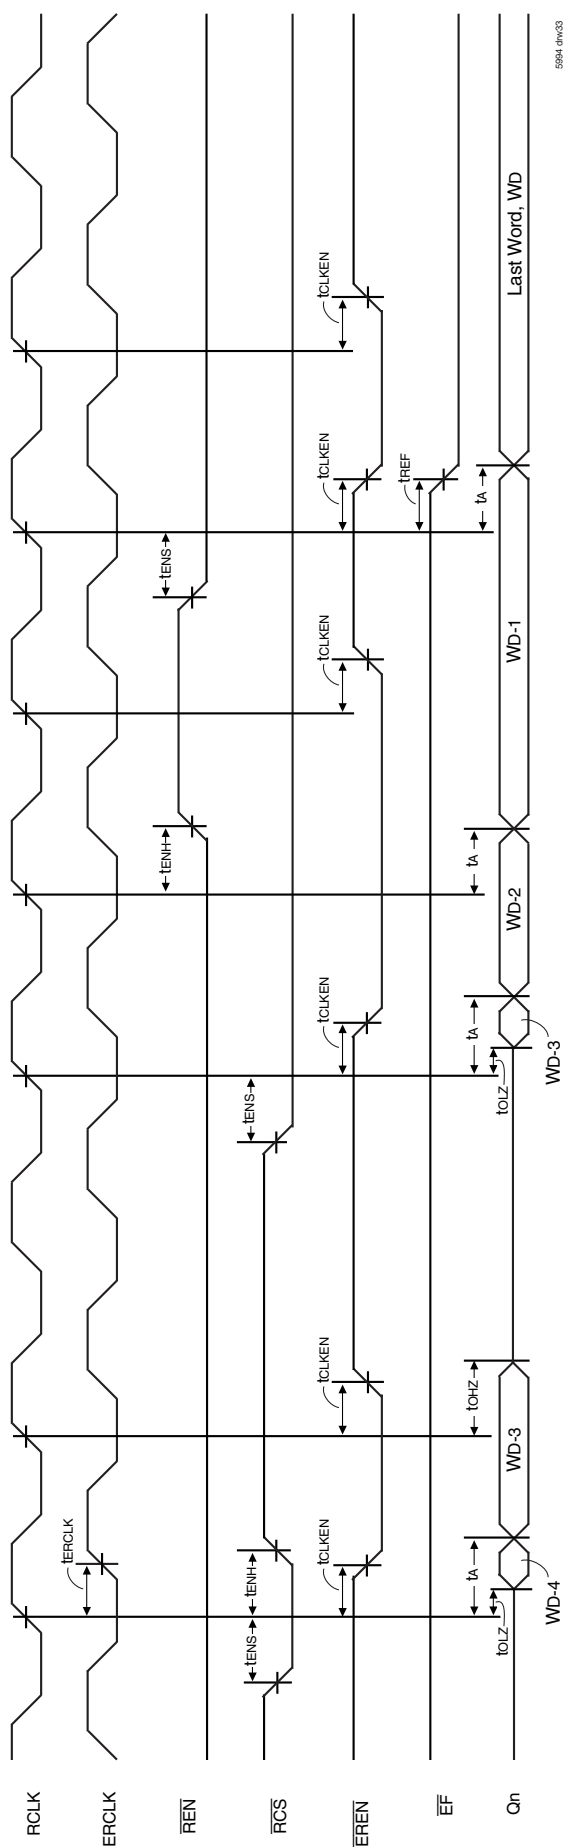 RCLK
ERCLK
tERCLK
REN
tENH
tENS
RCS
tENS
tENH
tENS
EREN
tCLKEN
tCLKEN
tCLKEN
tCLKEN
tCLKEN
tCLKEN
EF
tREF
tA
tOHZ
tA
tA
tA
Qn
tOLZ
WD-4
WD-3
tOLZ
WD-3
WD-2
WD-1
Last Word, WD
5994 drw33